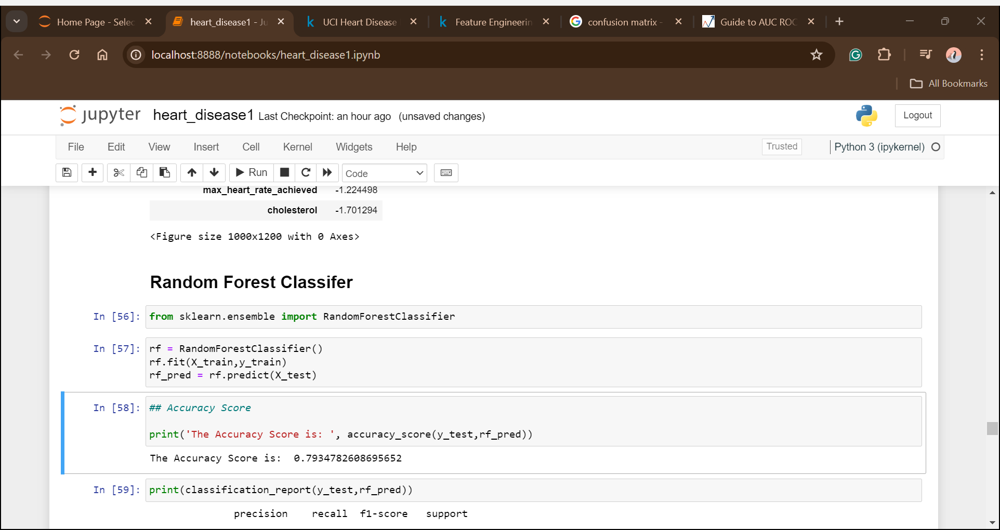 Home Page - Selec
heart_disease1 - Ju
UCI Heart Disease
Feature Engineerin
confusion matrix -
Guide to AUC ROC
localhost:8888/notebooks/heart_disease1.ipynb
All Bookmarks
jupyter heart_disease1 Last Checkpoint: an hour ago (unsaved changes)
Logout
File Edit View Insert Cell Kernel Widgets Help
Trusted
Python 3 (ipykernel)
Run
Code
max_heart_rate_achieved -1.224498
cholesterol -1.701294
<Figure size 1000x1200 with 0 Axes>
Random Forest Classifer
In [56]: from sklearn.ensemble import RandomForestClassifier
In [57]: rf = RandomForestClassifier()
rf.fit(X_train,y_train)
rf_pred = rf.predict(X_test)
In [58]: ## Accuracy Score
print('The Accuracy Score is: ', accuracy_score(y_test,rf_pred))
The Accuracy Score is:  0.7934782608695652
In [59]: print(classification_report(y_test,rf_pred))
precision recall f1-score support